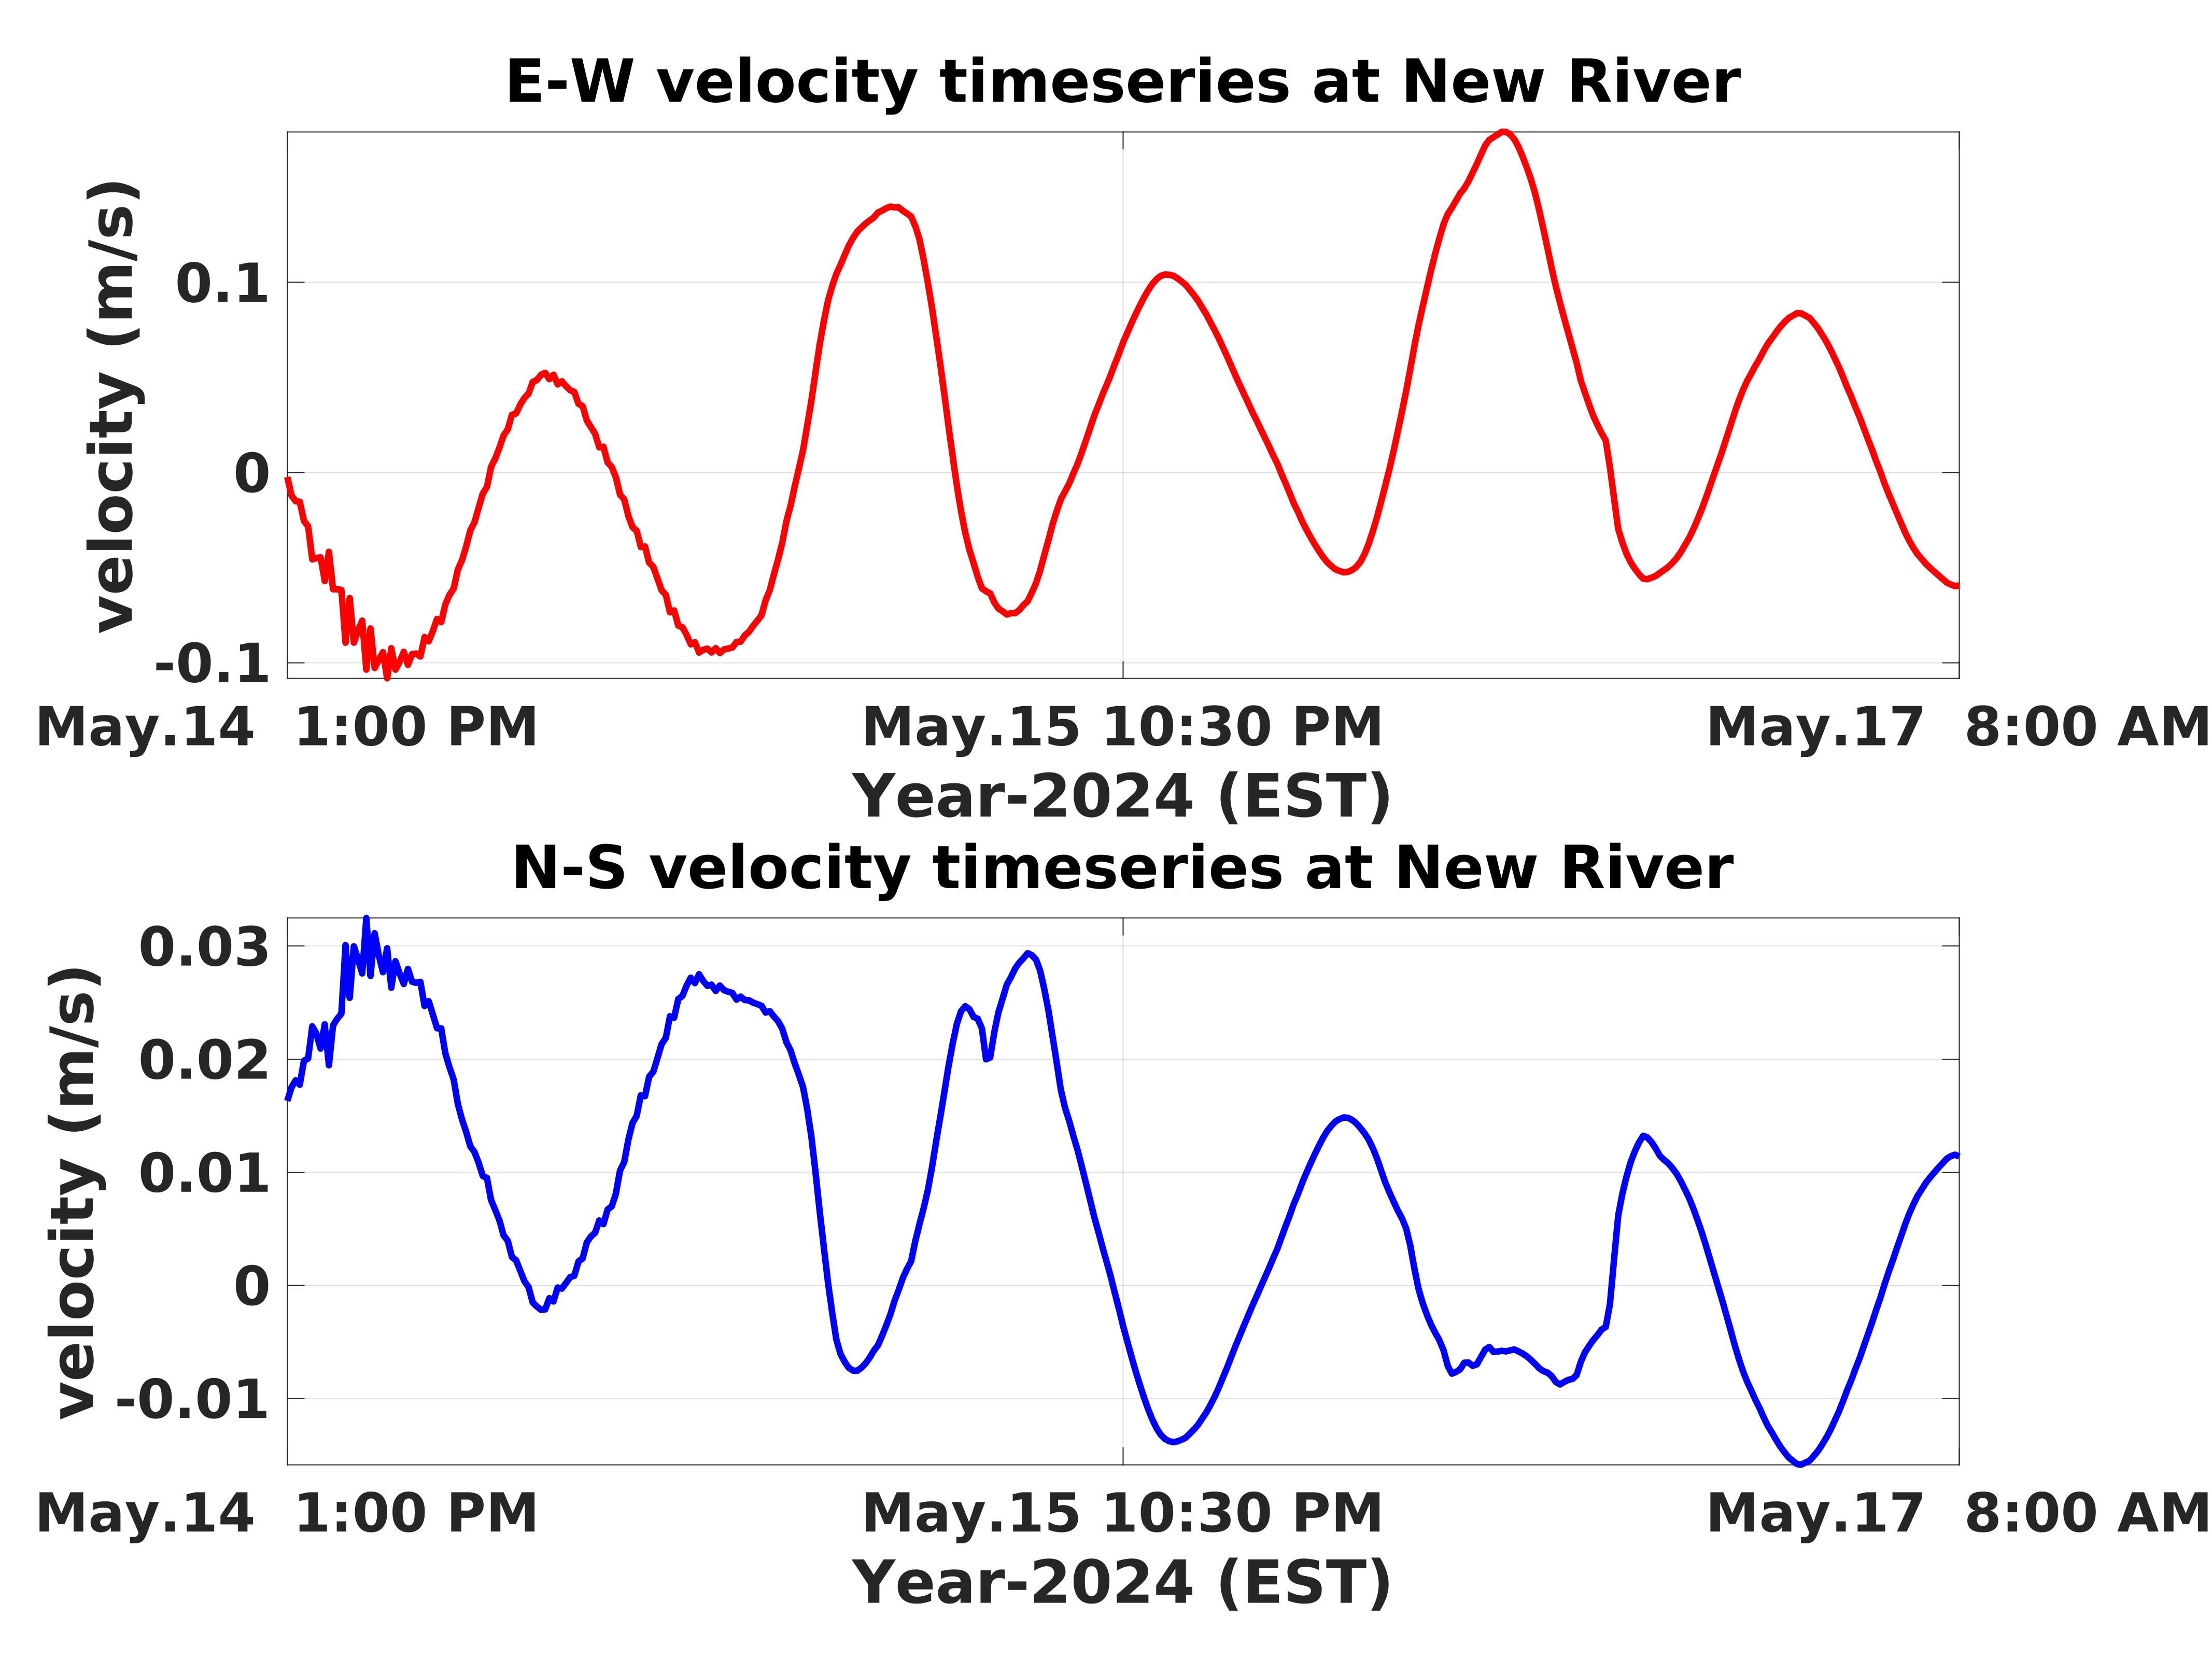 E-W velocity timeseries at New River
velocity (m/s)
0.1
0
-0.1
May.14 1:00 PM
May.15 10:30 PM
May.17 8:00 AM
Year-2024 (EST)
N-S velocity timeseries at New River
velocity (m/s)
0.03
0.02
0.01
0
-0.01
May.14 1:00 PM
May.15 10:30 PM
May.17 8:00 AM
Year-2024 (EST)